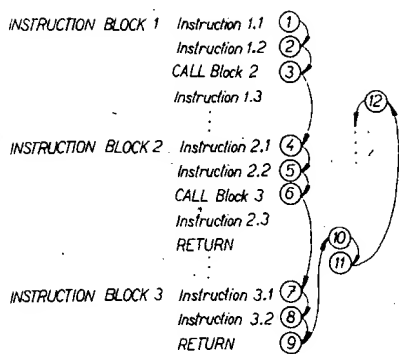 INSTRUCTION BLOCK 1 Instruction 1.1 1
Instruction 1.2 2
CALL Block 2 3
Instruction 1.3
12
INSTRUCTION BLOCK 2 Instruction 2.1 4
Instruction 2.2 5
CALL Block 3 6
Instruction 2.3
RETURN 10
11
INSTRUCTION BLOCK 3 Instruction 3.1 7
Instruction 3.2 8
RETURN 9